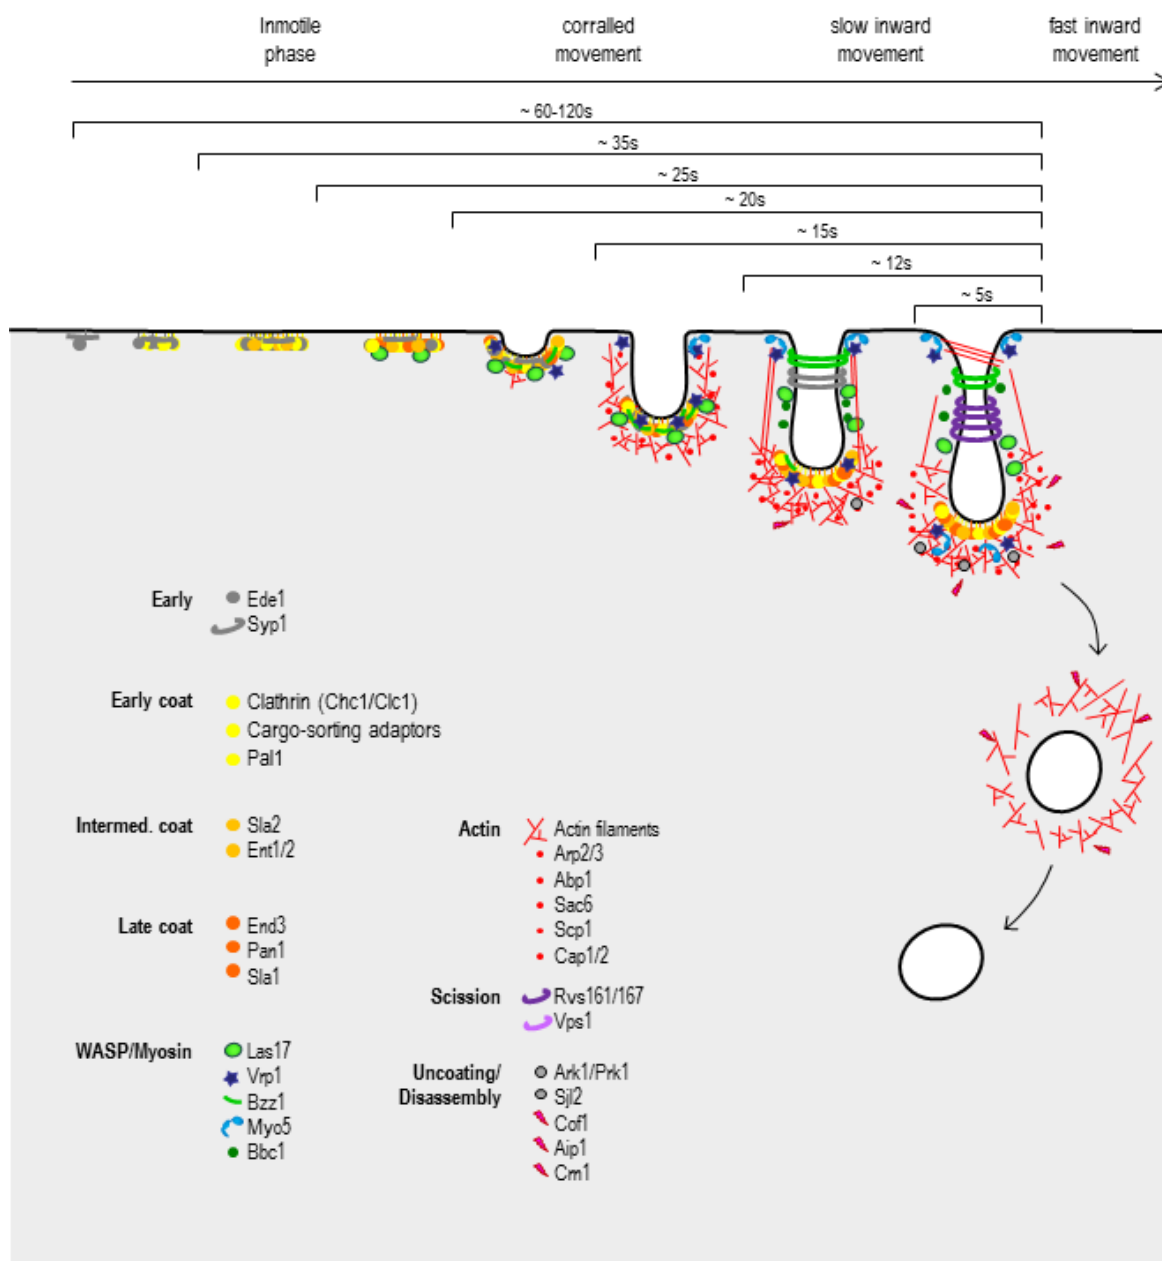 Inmotile phase
corralled movement
slow inward movement
fast inward movement
~ 60-120s
~ 35s
~ 25s
~ 20s
~ 15s
~ 12s
~ 5s
Early
Ede1
Syp1
Early coat
Clathrin (Chc1/Clc1)
Cargo-sorting adaptors
Pal1
Intermed. coat
Sla2
Ent1/2
Late coat
End3
Pan1
Sla1
WASP/Myosin
Las17
Vrp1
Bzz1
Myo5
Bbc1
Actin
Actin filaments
Arp2/3
Abp1
Sac6
Scp1
Cap1/2
Scission
Rvs161/167
Vps1
Uncoating/
Disassembly
Ark1/Prk1
Sjl2
Cof1
Aip1
Crn1